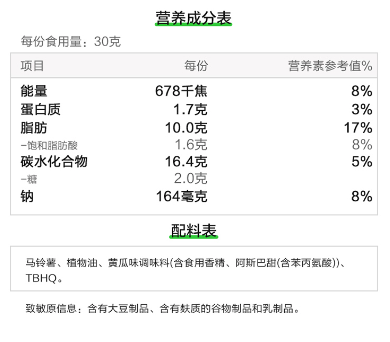 营养成分表
每份食用量：30克
项目 每份 营养素参考值%
能量 678千焦 8%
蛋白质 1.7克 3%
脂肪 10.0克 17%
-饱和脂肪酸 1.6克 8%
碳水化合物 16.4克 5%
-糖 2.0克
钠 164毫克 8%
配料表
马铃薯、植物油、黄瓜味调味料(含食用香精、阿斯巴甜(含苯丙氨酸))、
TBHQ。
致敏原信息：含有大豆制品、含有麸质的谷物制品和乳制品。